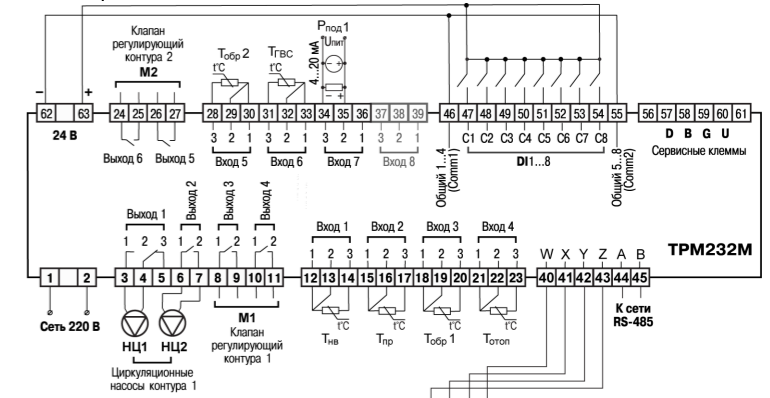 Клапан
регулирующий
контура 2
М2
Тобр 2
t°C
ТГВС
t°C
Рпод 1
Uпит
4...20 мА
– +
– +
62 63 24 25 26 27 28 29 30 31 32 33 34 35 36 37 38 39 46 47 48 49 50 51 52 53 54 55 56 57 58 59 60 61
24 В
Выход 6 Выход 5
3 2 1 3 2 1 3 2 1 3 2 1
Вход 5 Вход 6 Вход 7 Вход 8
Общий 1...4
(Comm1)
C1 C2 C3 C4 C5 C6 C7 C8
DI1...8
Общий 5...8
(Comm2)
D B G U
Сервисные клеммы
ТРМ232М
Выход 1
Выход 2
Выход 3
Выход 4
1 2 3 1 2 1 2 1 2
Вход 1 Вход 2 Вход 3 Вход 4
1 2 3 1 2 3 1 2 3 1 2 3
W X Y Z A B
1 2 3 4 5 6 7 8 9 10 11 12 13 14 15 16 17 18 19 20 21 22 23 40 41 42 43 44 45
Сеть 220 В
НЦ1 НЦ2
Циркуляционные
насосы контура 1
М1
Клапан
регулирующий
контура 1
t°C t°C t°C t°C
Тнв Тпр Тобр 1 Тотоп
К сети
RS-485